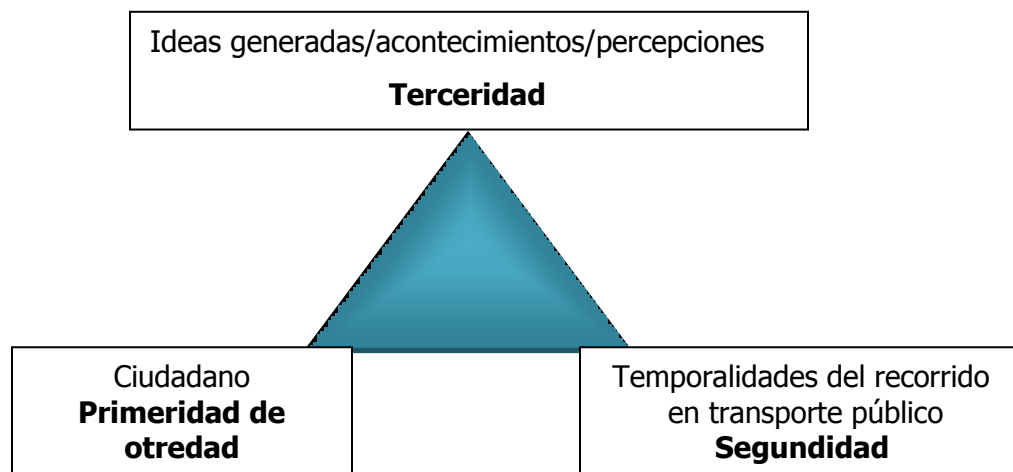 Ideas generadas/acontecimientos/percepciones
Terceridad
Ciudadano
Primeridad de
otredad
Temporalidades del recorrido
en transporte público
Segundidad